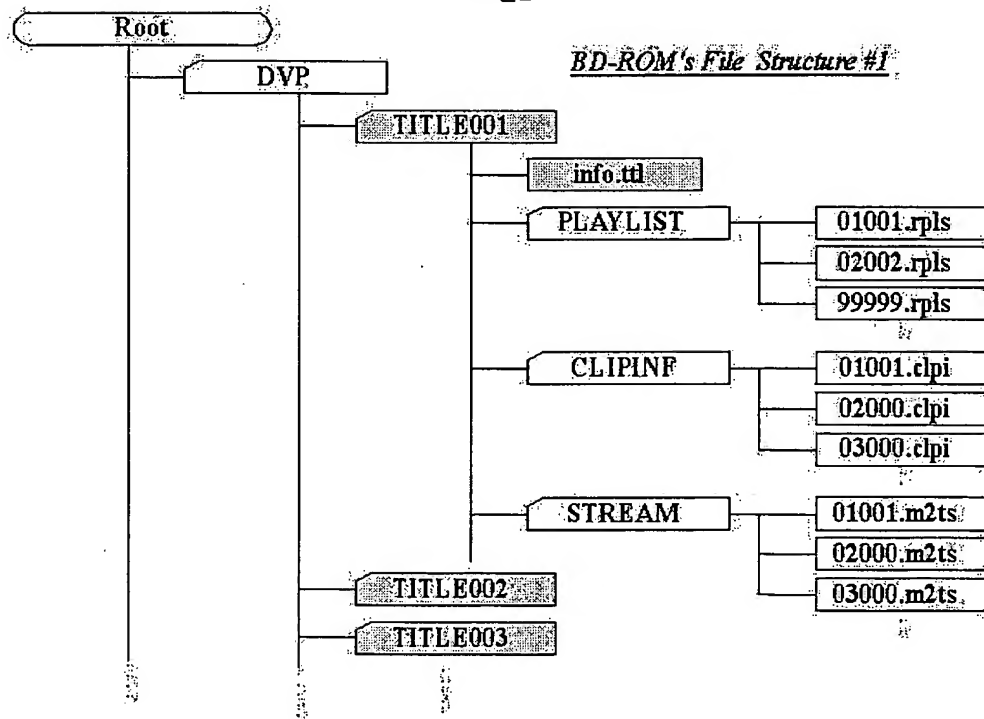 Root
BD-ROM's File Structure #1
DVP
TITLE001
info.ttl
PLAYLIST
01001.rpls
02002.rpls
99999.rpls
CLIPINF
01001.clpi
02000.clpi
03000.clpi
STREAM
01001.m2ts
02000.m2ts
03000.m2ts
TITLE002
TITLE003